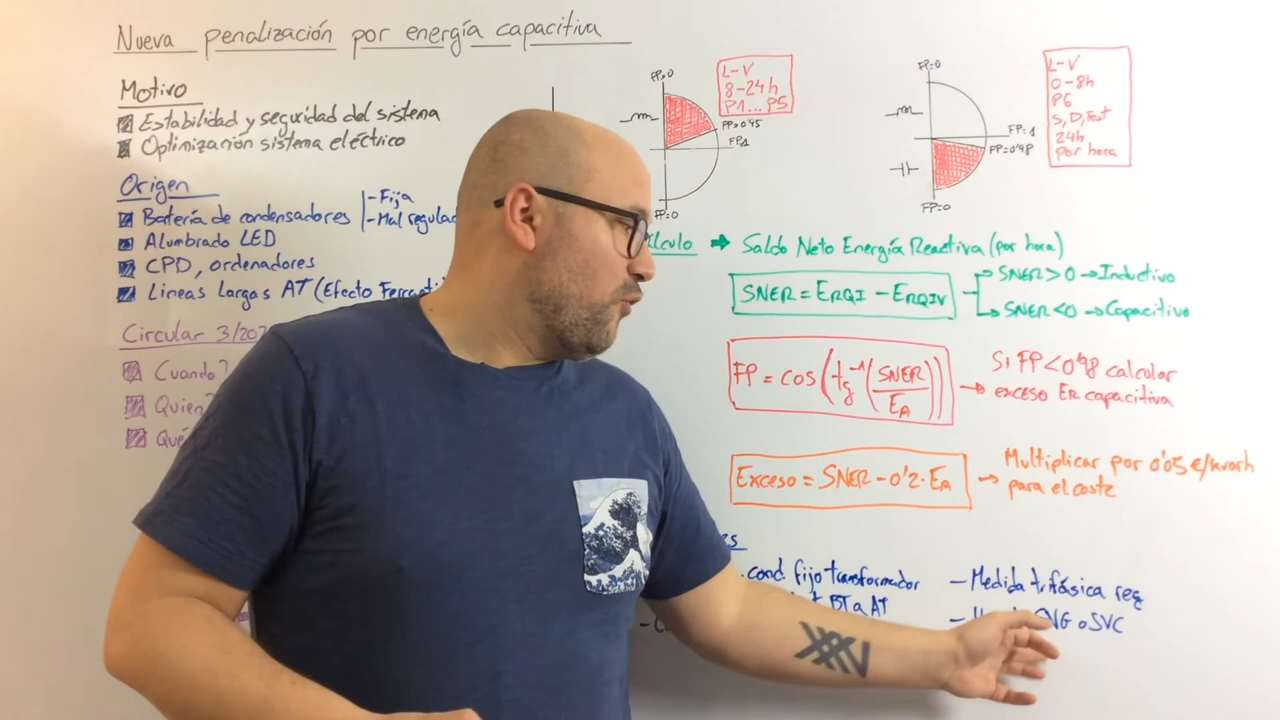 Nueva penalización por energía capacitiva
Motivo
Estabilidad y seguridad del sistema
Optimización sistema eléctrico
Origen
Batería de condensadores
- Fija
- Mal regulad
Alumbrado LED
CPD, ordenadores
Lineas Largas AT (Efecto Ferranti
Circular 3/202
Cuando?
Quien?
Qué
FP=0
L-V
8-24h
P1...P5
FP=0'95
FP1
FP=0
FP=0
L-V
0-8h
P6
S,D,Fest
24h
por hora
FP=1
FP=0'98
FP=0
lculo ➡ Saldo Neto Energía Reactiva (por hora)
SNER = ERQI - ERQIV
SNER>0 → Inductivo
SNER<0 → Capacitivo
FP = cos(tg⁻¹(SNER/EA))
Si FP<0'98 calcular
exceso ER capacitiva
Exceso = SNER - 0'2 · EA
Multiplicar por 0'05 €/kvarh
para el coste
es
. cond. fijo transformador
BT a AT
- Medida trifásica reg
SVG o SVC